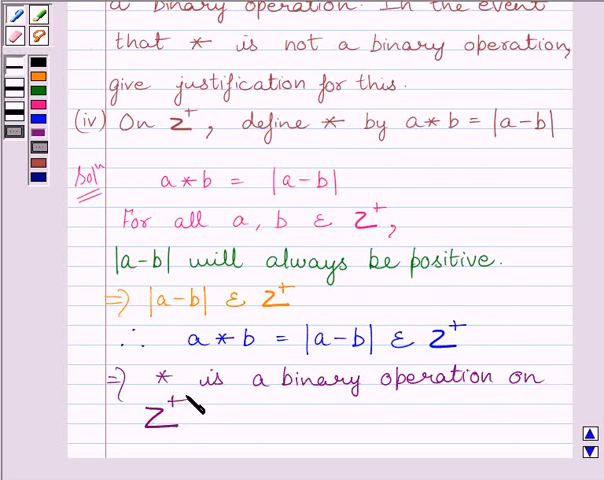 a binary operation. In the event
that * is not a binary operation,
give justification for this.
(iv) On Z⁺, define * by a * b = |a-b|
Solⁿ a * b = |a-b|
For all a, b ε Z⁺,
|a-b| will always be positive.
⇒ |a-b| ε Z⁺
∴ a * b = |a-b| ε Z⁺
⇒ * is a binary operation on
Z⁺